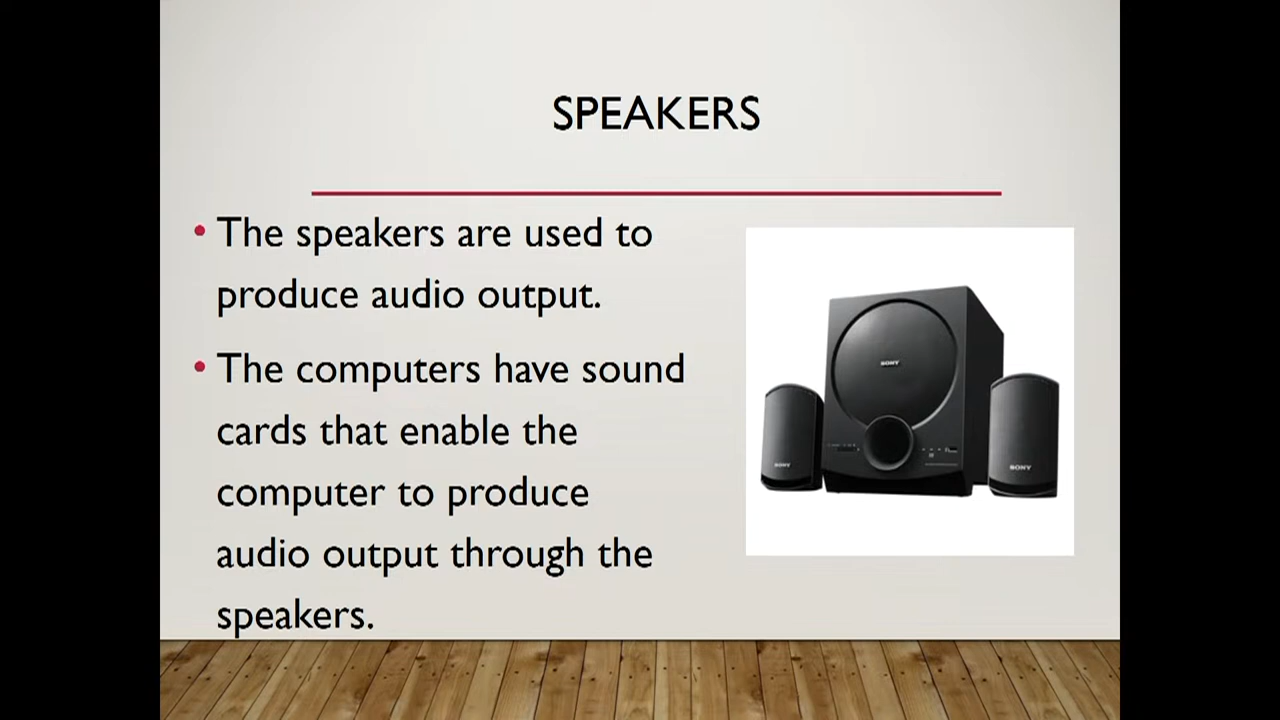 SPEAKERS
• The speakers are used to
produce audio output.
• The computers have sound
cards that enable the
computer to produce
audio output through the
speakers.
SONY
SONY
SONY